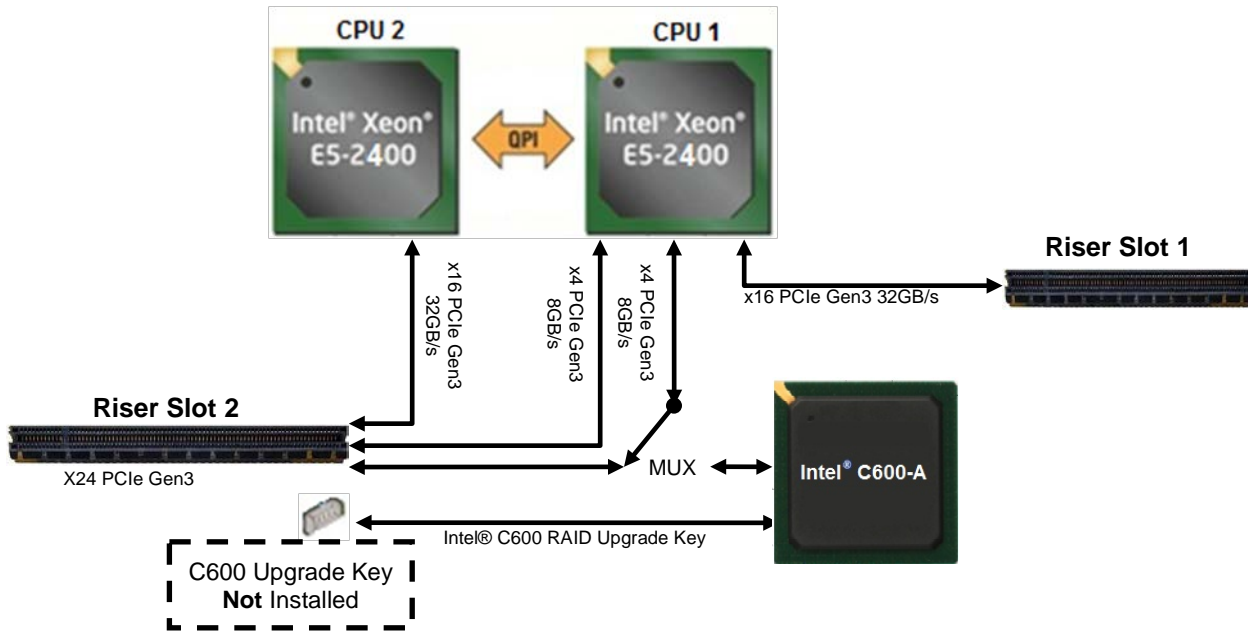 CPU 2
CPU 1
Intel® Xeon®
E5-2400
QPI
Intel® Xeon®
E5-2400
x16 PCIe Gen3
32GB/s
x4 PCIe Gen3
8GB/s
x4 PCIe Gen3
8GB/s
Riser Slot 1
x16 PCIe Gen3 32GB/s
Riser Slot 2
X24 PCIe Gen3
MUX
Intel® C600-A
Intel® C600 RAID Upgrade Key
C600 Upgrade Key
Not Installed